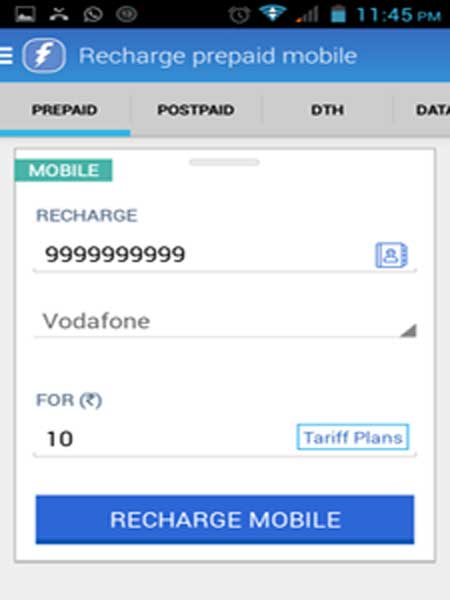 11:45 PM
Recharge prepaid mobile
PREPAID POSTPAID DTH DATA
MOBILE
RECHARGE
9999999999
Vodafone
FOR (₹)
10 Tariff Plans
RECHARGE MOBILE